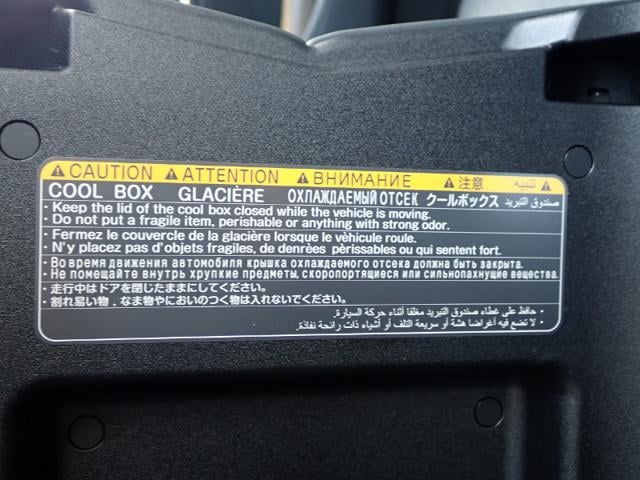 CAUTION ATTENTION ВНИМАНИЕ 注意 تنبيه
COOL BOX GLACIÈRE ОХЛАЖДАЕМЫЙ ОТСЕК クールボックス صندوق التبريد
· Keep the lid of the cool box closed while the vehicle is moving.
· Do not put a fragile item, perishable or anything with strong odor.
· Fermez le couvercle de la glacière lorsque le vèhicule roule.
· N'y placez pas d'objets fragiles, de denrèes pèrissables ou qui sentent fort.
· Во время движения автомобиля крышка охлаждаемого отсека должна быть закрыта.
· Не помещайте внутрь хрупкие предметы, скоропортящиеся или сильнопахнущие вещества.
· 走行中はドアを閉じたままにしてください。
· 割れ易い物、なま物やにおいのつく物は入れないでください。
· حافظ على غطاء صندوق التبريد مغلقا أثناء حركة السيارة.
· لا تضع فيه أغراضا هشة أو سريعة التلف أو أشياء ذات رائحة نفاذة.